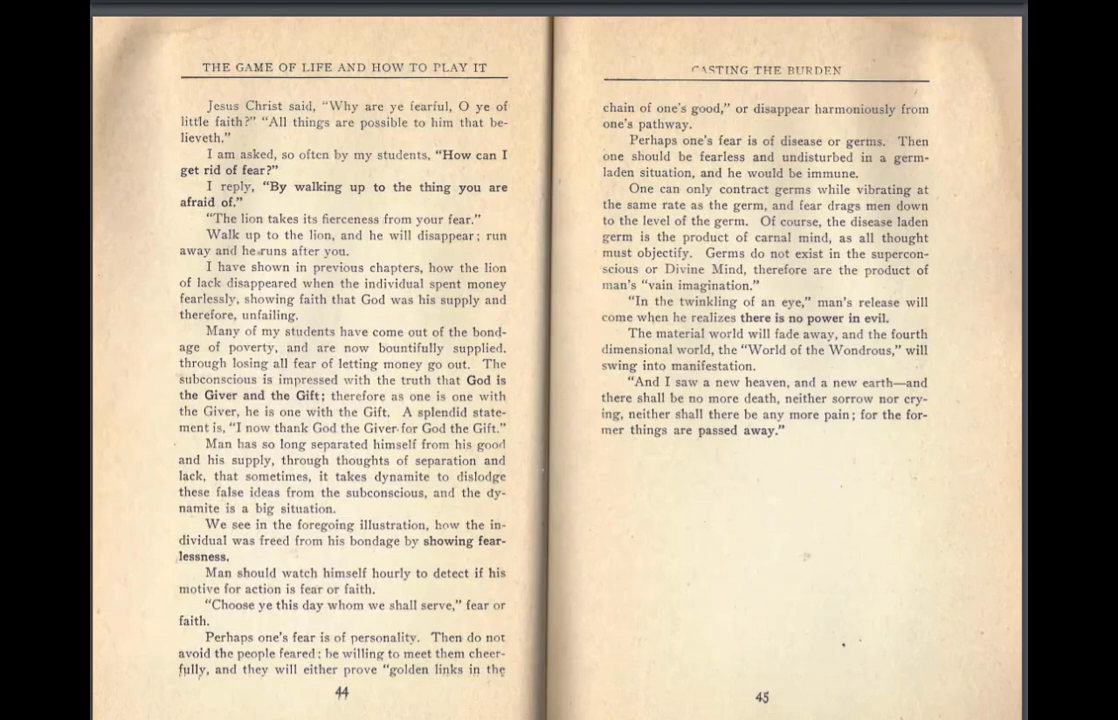 THE GAME OF LIFE AND HOW TO PLAY IT
Jesus Christ said, “Why are ye fearful, O ye of
little faith?” “All things are possible to him that be-
lieveth.”
I am asked, so often by my students, “How can I
get rid of fear?”
I reply, “By walking up to the thing you are
afraid of.”
“The lion takes its fierceness from your fear.”
Walk up to the lion, and he will disappear; run
away and he runs after you.
I have shown in previous chapters, how the lion
of lack disappeared when the individual spent money
fearlessly, showing faith that God was his supply and
therefore, unfailing.
Many of my students have come out of the bond-
age of poverty, and are now bountifully supplied,
through losing all fear of letting money go out. The
subconscious is impressed with the truth that God is
the Giver and the Gift; therefore as one is one with
the Giver, he is one with the Gift. A splendid state-
ment is, “I now thank God the Giver for God the Gift.”
Man has so long separated himself from his good
and his supply, through thoughts of separation and
lack, that sometimes, it takes dynamite to dislodge
these false ideas from the subconscious, and the dy-
namite is a big situation.
We see in the foregoing illustration, how the in-
dividual was freed from his bondage by showing fear-
lessness.
Man should watch himself hourly to detect if his
motive for action is fear or faith.
“Choose ye this day whom we shall serve,” fear or
faith.
Perhaps one’s fear is of personality. Then do not
avoid the people feared; be willing to meet them cheer-
fully, and they will either prove “golden links in the
44
CASTING THE BURDEN
chain of one’s good,” or disappear harmoniously from
one’s pathway.
Perhaps one’s fear is of disease or germs. Then
one should be fearless and undisturbed in a germ-
laden situation, and he would be immune.
One can only contract germs while vibrating at
the same rate as the germ, and fear drags men down
to the level of the germ. Of course, the disease laden
germ is the product of carnal mind, as all thought
must objectify. Germs do not exist in the supercon-
scious or Divine Mind, therefore are the product of
man’s “vain imagination.”
“In the twinkling of an eye,” man’s release will
come when he realizes there is no power in evil.
The material world will fade away, and the fourth
dimensional world, the “World of the Wondrous,” will
swing into manifestation.
“And I saw a new heaven, and a new earth—and
there shall be no more death, neither sorrow nor cry-
ing, neither shall there be any more pain; for the for-
mer things are passed away.”
45